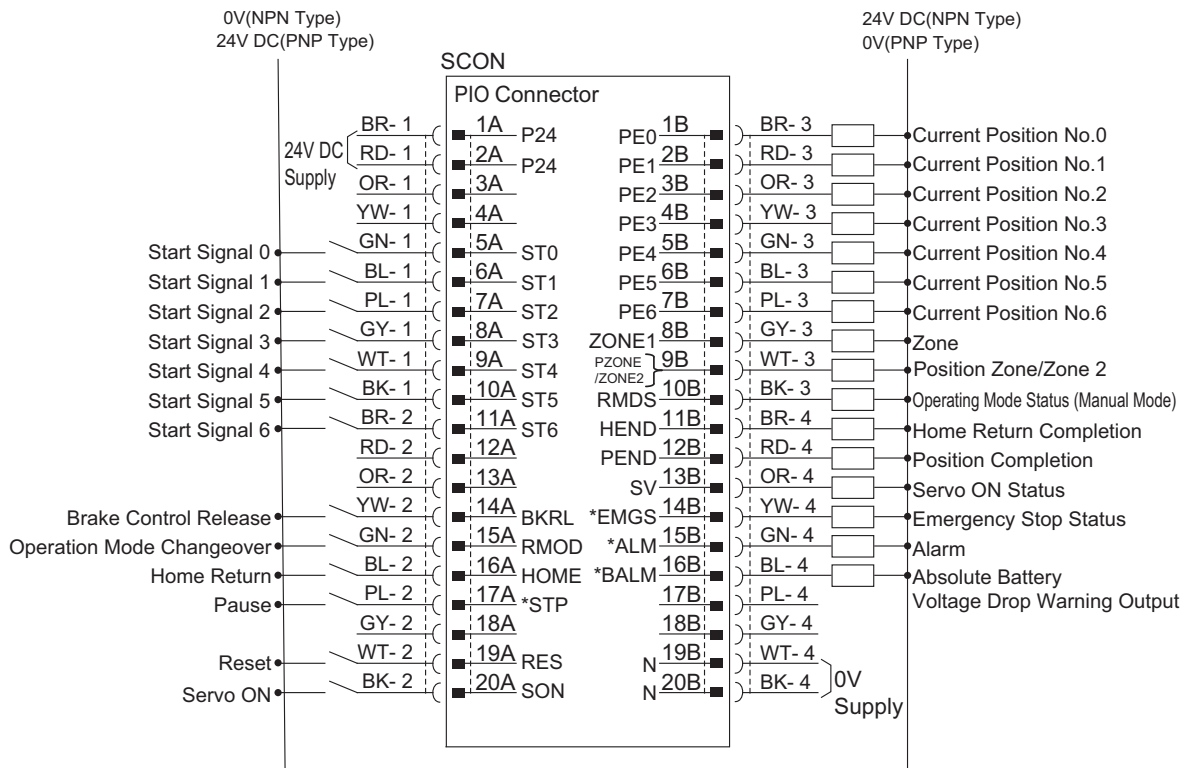 0V(NPN Type)
24V DC(PNP Type)
24V DC(NPN Type)
0V(PNP Type)
SCON
PIO Connector
24V DC
Supply
BR- 1 1A P24 PE0 1B BR- 3 Current Position No.0
RD- 1 2A P24 PE1 2B RD- 3 Current Position No.1
OR- 1 3A PE2 3B OR- 3 Current Position No.2
YW- 1 4A PE3 4B YW- 3 Current Position No.3
Start Signal 0 GN- 1 5A ST0 PE4 5B GN- 3 Current Position No.4
Start Signal 1 BL- 1 6A ST1 PE5 6B BL- 3 Current Position No.5
Start Signal 2 PL- 1 7A ST2 PE6 7B PL- 3 Current Position No.6
Start Signal 3 GY- 1 8A ST3 ZONE1 8B GY- 3 Zone
Start Signal 4 WT- 1 9A ST4 PZONE /ZONE2 9B WT- 3 Position Zone/Zone 2
Start Signal 5 BK- 1 10A ST5 RMDS 10B BK- 3 Operating Mode Status (Manual Mode)
Start Signal 6 BR- 2 11A ST6 HEND 11B BR- 4 Home Return Completion
RD- 2 12A PEND 12B RD- 4 Position Completion
OR- 2 13A SV 13B OR- 4 Servo ON Status
Brake Control Release YW- 2 14A BKRL *EMGS 14B YW- 4 Emergency Stop Status
Operation Mode Changeover GN- 2 15A RMOD *ALM 15B GN- 4 Alarm
Home Return BL- 2 16A HOME *BALM 16B BL- 4 Absolute Battery
Pause PL- 2 17A *STP 17B PL- 4 Voltage Drop Warning Output
GY- 2 18A 18B GY- 4
Reset WT- 2 19A RES N 19B WT- 4
Servo ON BK- 2 20A SON N 20B BK- 4
0V
Supply